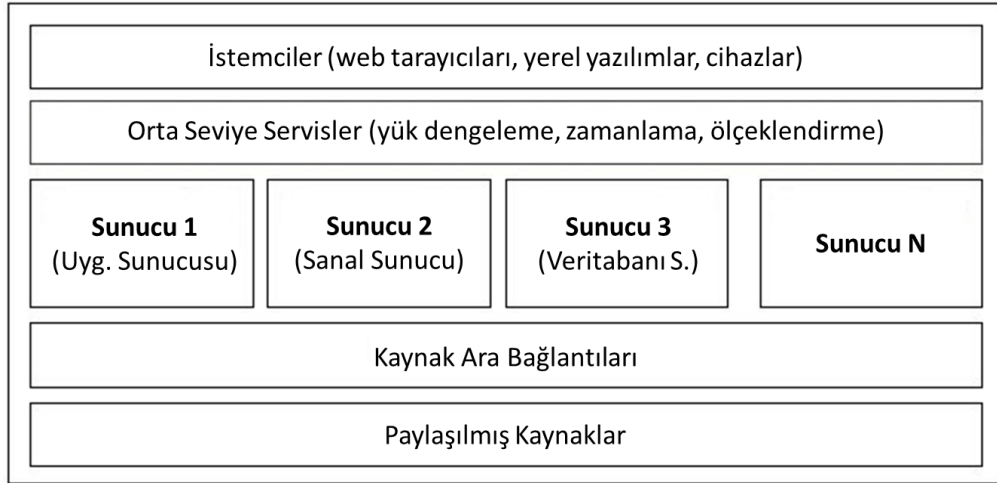 İstemciler (web tarayıcıları, yerel yazılımlar, cihazlar)
Orta Seviye Servisler (yük dengeleme, zamanlama, ölçeklendirme)
Sunucu 1
(Uyg. Sunucusu)
Sunucu 2
(Sanal Sunucu)
Sunucu 3
(Veritabanı S.)
Sunucu N
Kaynak Ara Bağlantıları
Paylaşılmış Kaynaklar